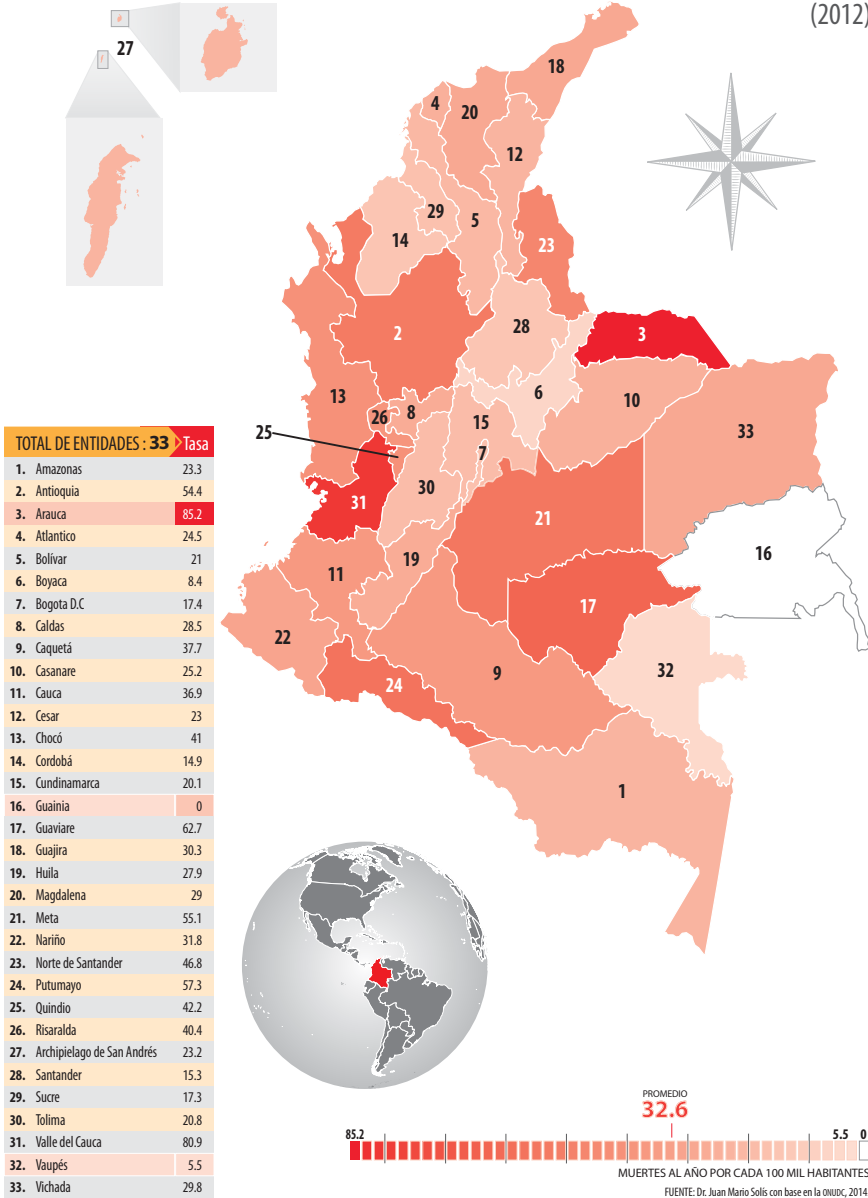 (2012)
27
18
4
20
12
29
5
14
23
2
28
3
13
6
10
26
8
15
33
25
7
31
30
21
16
19
11
17
22
9
32
24
1
TOTAL DE ENTIDADES : 33 Tasa
1. Amazonas 23.3
2. Antioquia 54.4
3. Arauca 85.2
4. Atlantico 24.5
5. Bolívar 21
6. Boyaca 8.4
7. Bogota D.C 17.4
8. Caldas 28.5
9. Caquetá 37.7
10. Casanare 25.2
11. Cauca 36.9
12. Cesar 23
13. Chocó 41
14. Cordobá 14.9
15. Cundinamarca 20.1
16. Guainia 0
17. Guaviare 62.7
18. Guajira 30.3
19. Huila 27.9
20. Magdalena 29
21. Meta 55.1
22. Nariño 31.8
23. Norte de Santander 46.8
24. Putumayo 57.3
25. Quindio 42.2
26. Risaralda 40.4
27. Archipielago de San Andrés 23.2
28. Santander 15.3
29. Sucre 17.3
30. Tolima 20.8
31. Valle del Cauca 80.9
32. Vaupés 5.5
33. Vichada 29.8
PROMEDIO
32.6
85.2 5.5 0
MUERTES AL AÑO POR CADA 100 MIL HABITANTES
FUENTE: Dr. Juan Mario Solís con base en la ONUDC, 2014